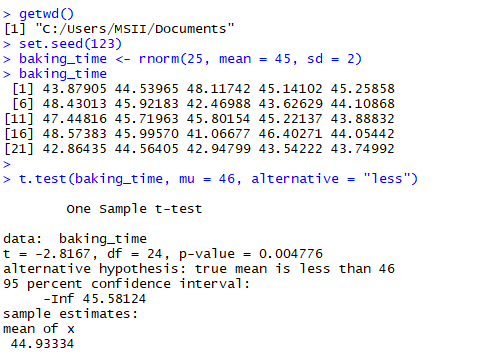 > getwd()
[1] "C:/Users/MSII/Documents"
> set.seed(123)
> baking_time <- rnorm(25, mean = 45, sd = 2)
> baking_time
 [1] 43.87905 44.53965 48.11742 45.14102 45.25858
 [6] 48.43013 45.92183 42.46988 43.62629 44.10868
[11] 47.44816 45.71963 45.80154 45.22137 43.88832
[16] 48.57383 45.99570 41.06677 46.40271 44.05442
[21] 42.86435 44.56405 42.94799 43.54222 43.74992
>
> t.test(baking_time, mu = 46, alternative = "less")
One Sample t-test
data:  baking_time
t = -2.8167, df = 24, p-value = 0.004776
alternative hypothesis: true mean is less than 46
95 percent confidence interval:
     -Inf 45.58124
sample estimates:
mean of x
 44.93334